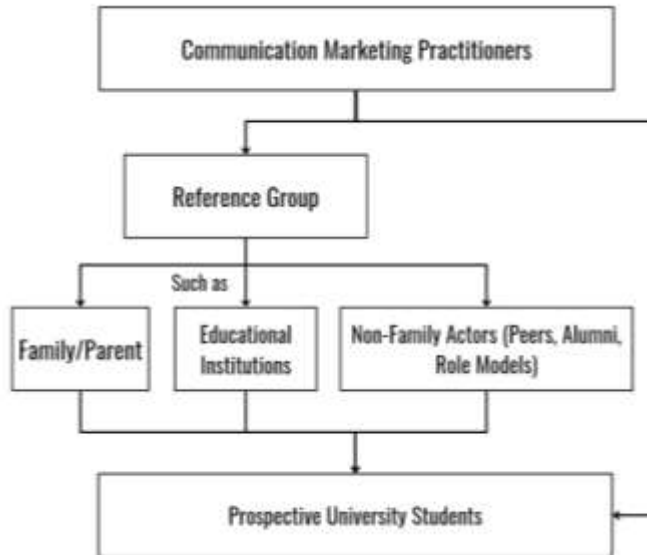 Communication Marketing Practitioners
Reference Group
Such as
Family/Parent
Educational
Institutions
Non-Family Actors (Peers, Alumni,
Role Models)
Prospective University Students